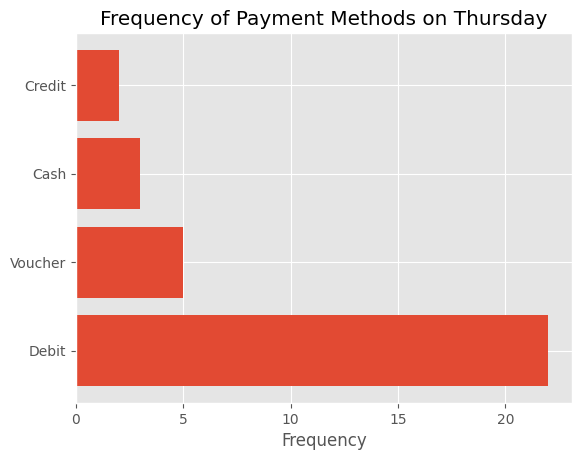 Frequency of Payment Methods on Thursday
Credit
Cash
Voucher
Debit
0 5 10 15 20
Frequency